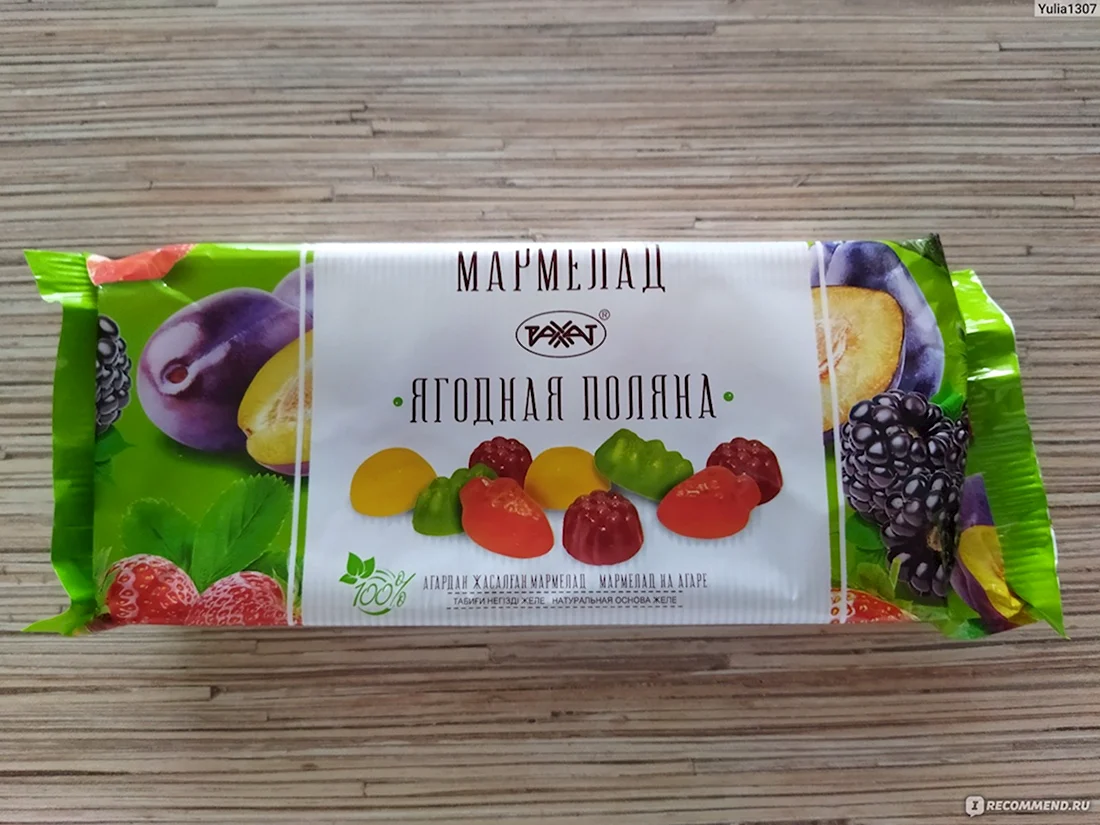 Yulia1307
МАРМЕЛАД
РАХАТ®
ЯГОДНАЯ ПОЛЯНА
100%
АГАРДАН ЖАСАЛҒАН МАРМЕЛАД МАРМЕЛАД НА АГАРЕ
ТАБИҒИ НЕГІЗДІ ЖЕЛЕ НАТУРАЛЬНАЯ ОСНОВА ЖЕЛЕ
IRECOMMEND.RU